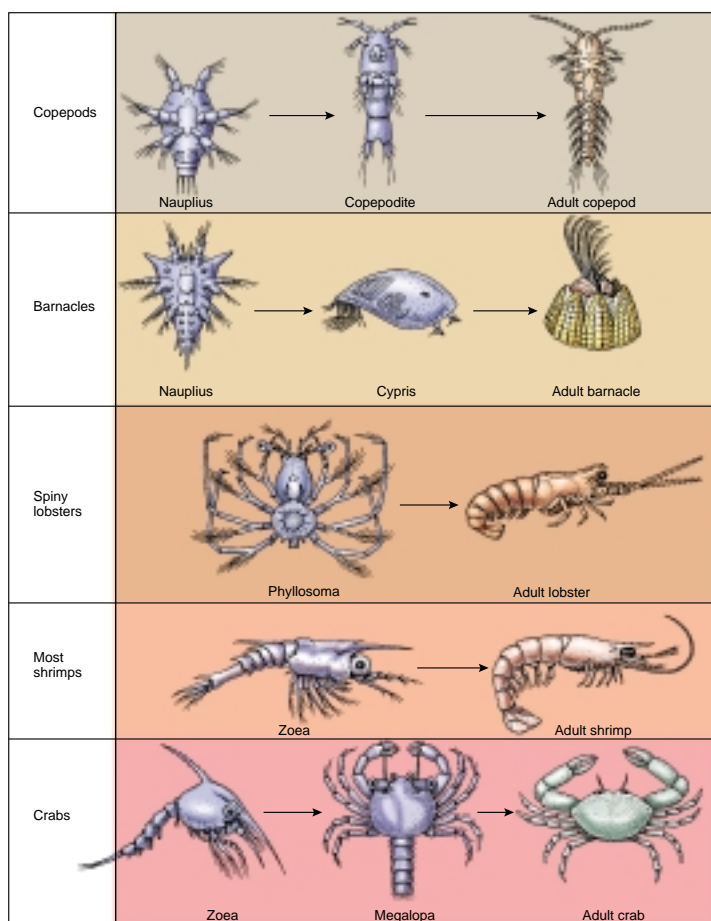 Copepods
Nauplius
Copepodite
Adult copepod
Barnacles
Nauplius
Cypris
Adult barnacle
Spiny
lobsters
Phyllosoma
Adult lobster
Most
shrimps
Zoea
Adult shrimp
Crabs
Zoea
Megalopa
Adult crab